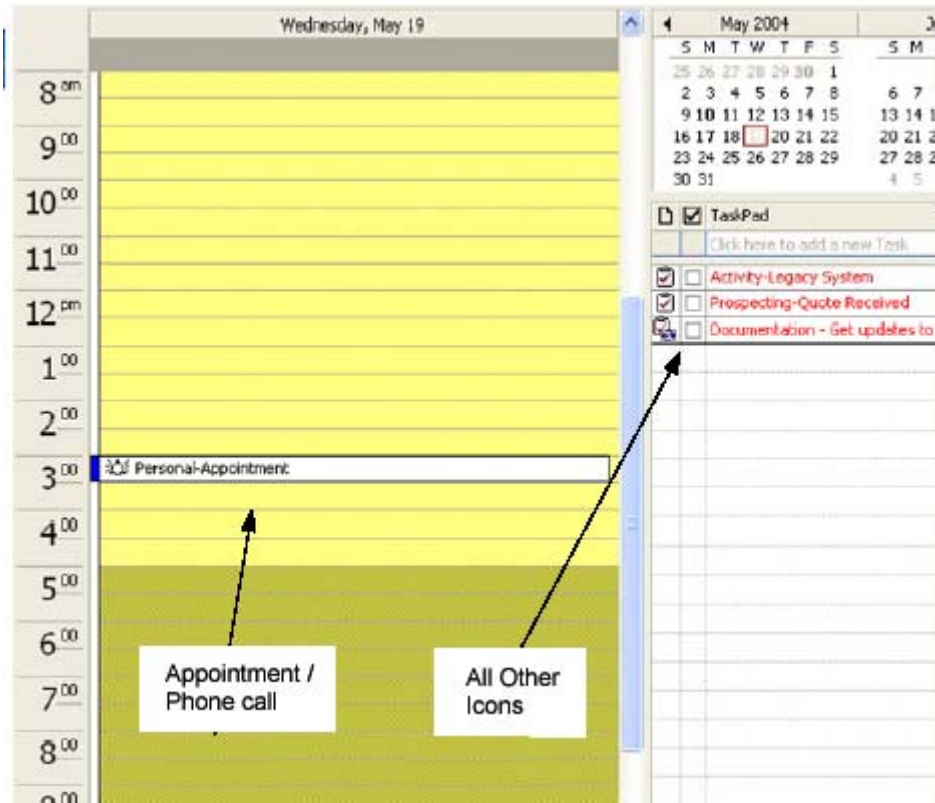 Wednesday, May 19
8 am
9 00
10 00
11 00
12 pm
1 00
2 00
3 00
Personal-Appointment
4 00
5 00
6 00
7 00
8 00
Appointment /
Phone call
All Other
Icons
May 2004
S M T W T F S
25 26 27 28 29 30 1
2 3 4 5 6 7 8
9 10 11 12 13 14 15
16 17 18 20 21 22
23 24 25 26 27 28 29
30 31
S M
6 7
13 14
20 21
27 28
4 5
TaskPad
Click here to add a new Task
Activity-Legacy System
Prospecting-Quote Received
Documentation - Get updates to